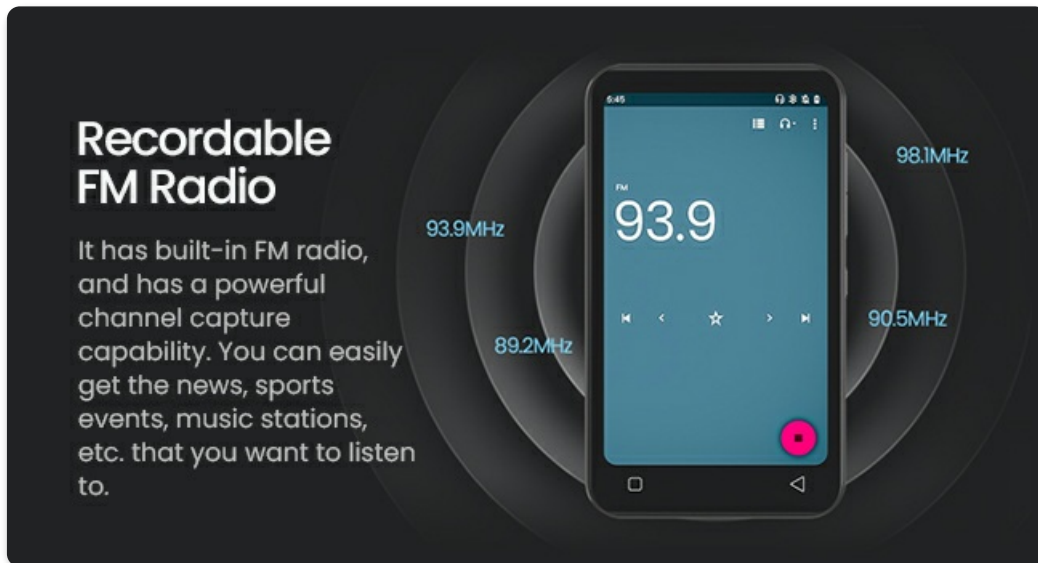 Recordable
FM Radio
It has built-in FM radio,
and has a powerful
channel capture
capability. You can easily
get the news, sports
events, music stations,
etc. that you want to listen
to.
93.9MHz
89.2MHz
6:45
FM
93.9
98.1MHz
90.5MHz